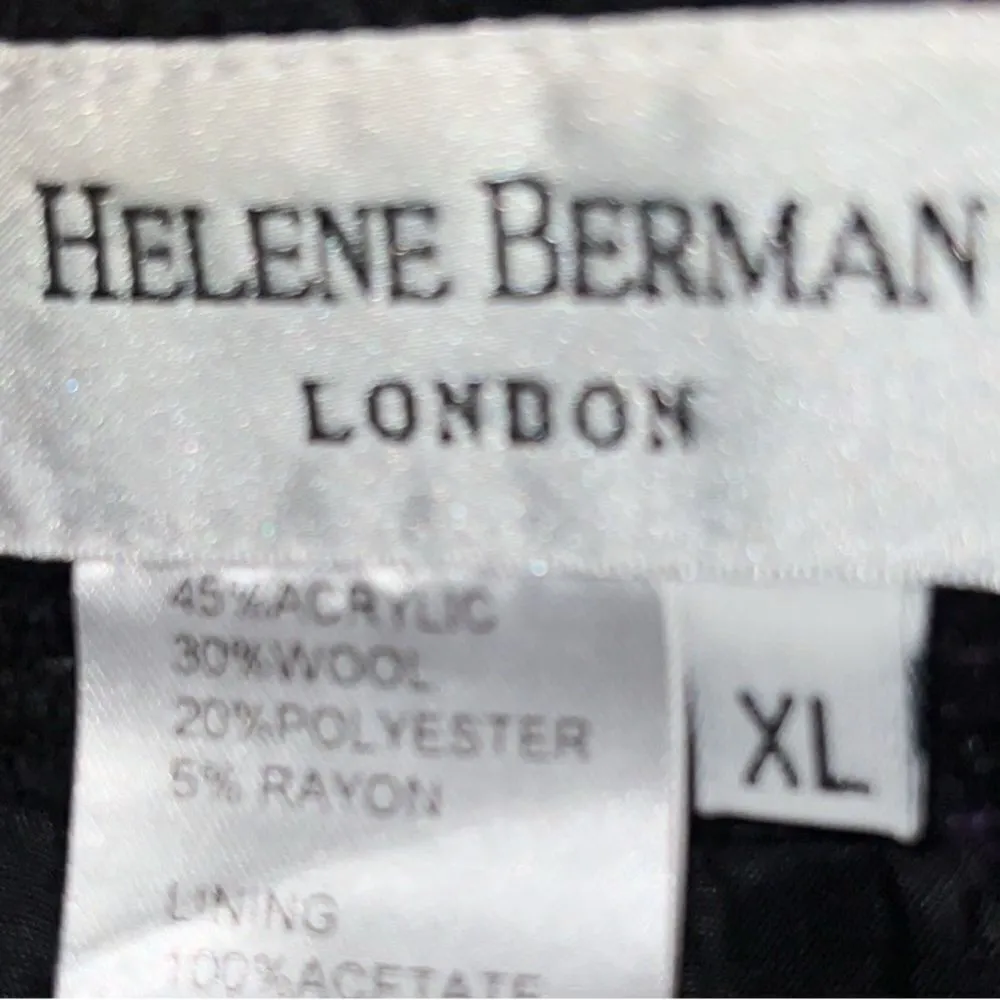 HELENE BERMAN
LONDON
45%ACRYLIC
30%WOOL
20%POLYESTER
5% RAYON
XL
LINING
100%ACETATE